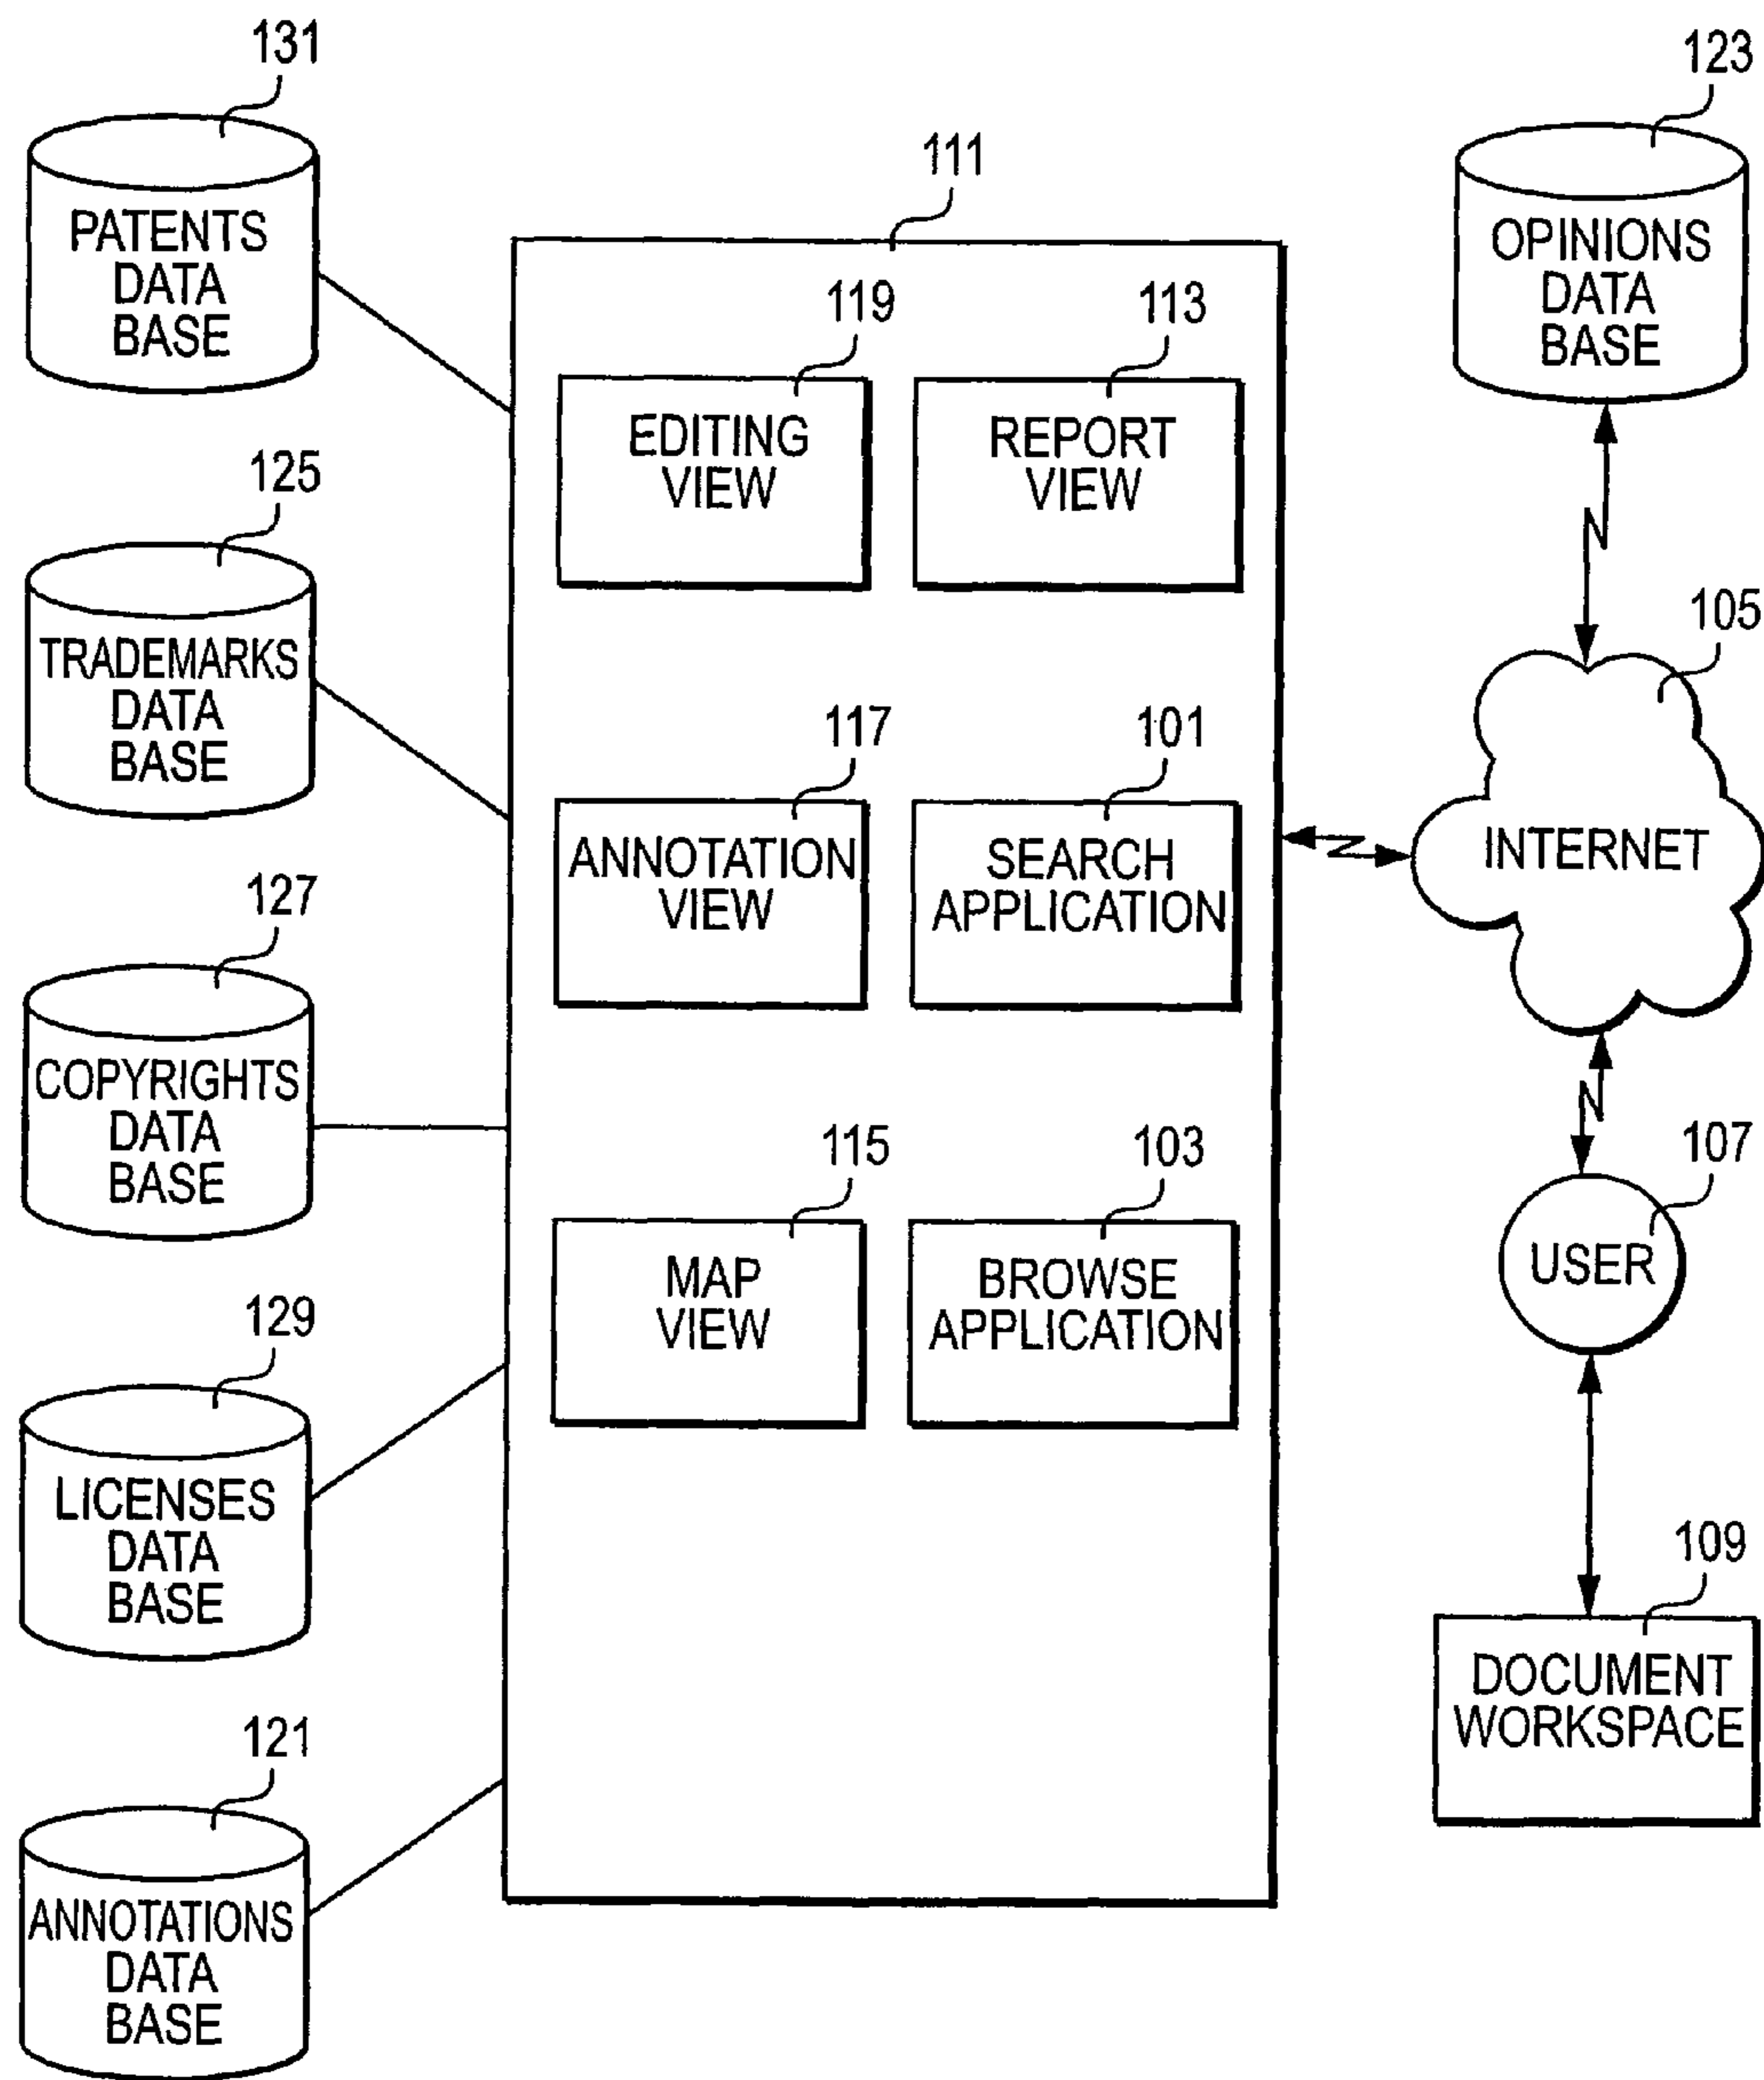 131
PATENTS
DATA
BASE
125
TRADEMARKS
DATA
BASE
127
COPYRIGHTS
DATA
BASE
129
LICENSES
DATA
BASE
121
ANNOTATIONS
DATA
BASE
111
119
EDITING
VIEW
113
REPORT
VIEW
117
ANNOTATION
VIEW
101
SEARCH
APPLICATION
115
MAP
VIEW
103
BROWSE
APPLICATION
123
OPINIONS
DATA
BASE
105
INTERNET
107
USER
109
DOCUMENT
WORKSPACE